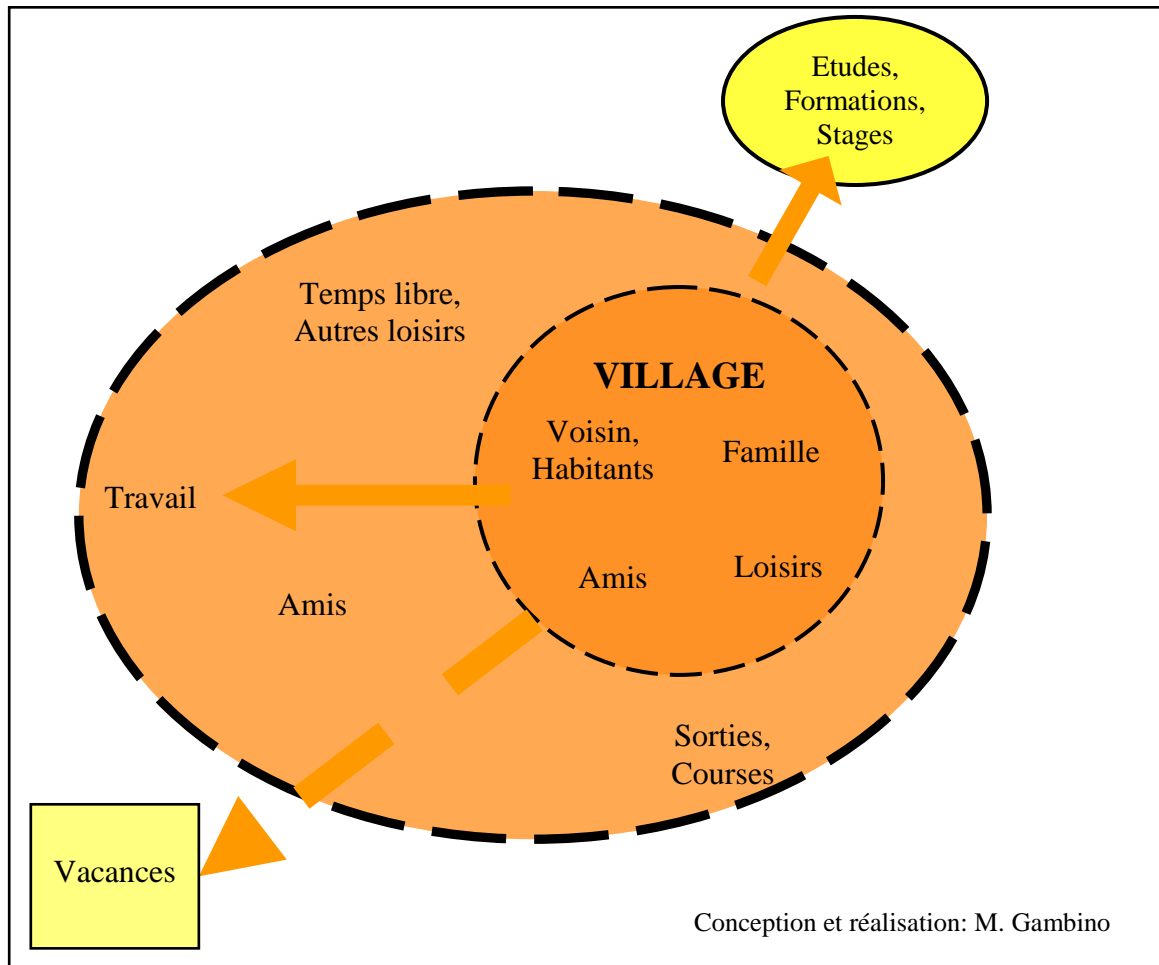 Etudes,
Formations,
Stages
Temps libre,
Autres loisirs
VILLAGE
Voisin,
Habitants
Famille
Travail
Amis
Loisirs
Amis
Sorties,
Courses
Vacances
Conception et réalisation: M. Gambino